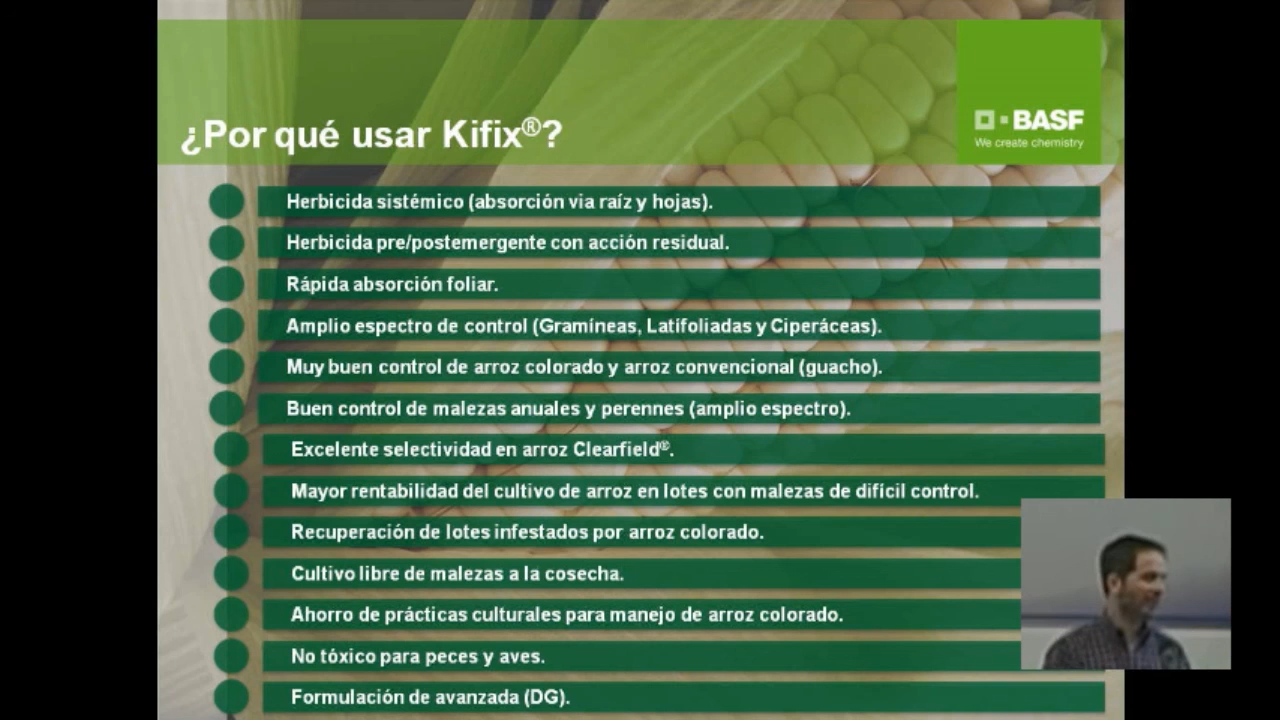 ¿Por qué usar Kifix®?
BASF
We create chemistry
Herbicida sistémico (absorción via raíz y hojas).
Herbicida pre/postemergente con acción residual.
Rápida absorción foliar.
Amplio espectro de control (Gramíneas, Latifoliadas y Ciperáceas).
Muy buen control de arroz colorado y arroz convencional (guacho).
Buen control de malezas anuales y perennes (amplio espectro).
Excelente selectividad en arroz Clearfield®.
Mayor rentabilidad del cultivo de arroz en lotes con malezas de difícil control.
Recuperación de lotes infestados por arroz colorado.
Cultivo libre de malezas a la cosecha.
Ahorro de prácticas culturales para manejo de arroz colorado.
No tóxico para peces y aves.
Formulación de avanzada (DG).